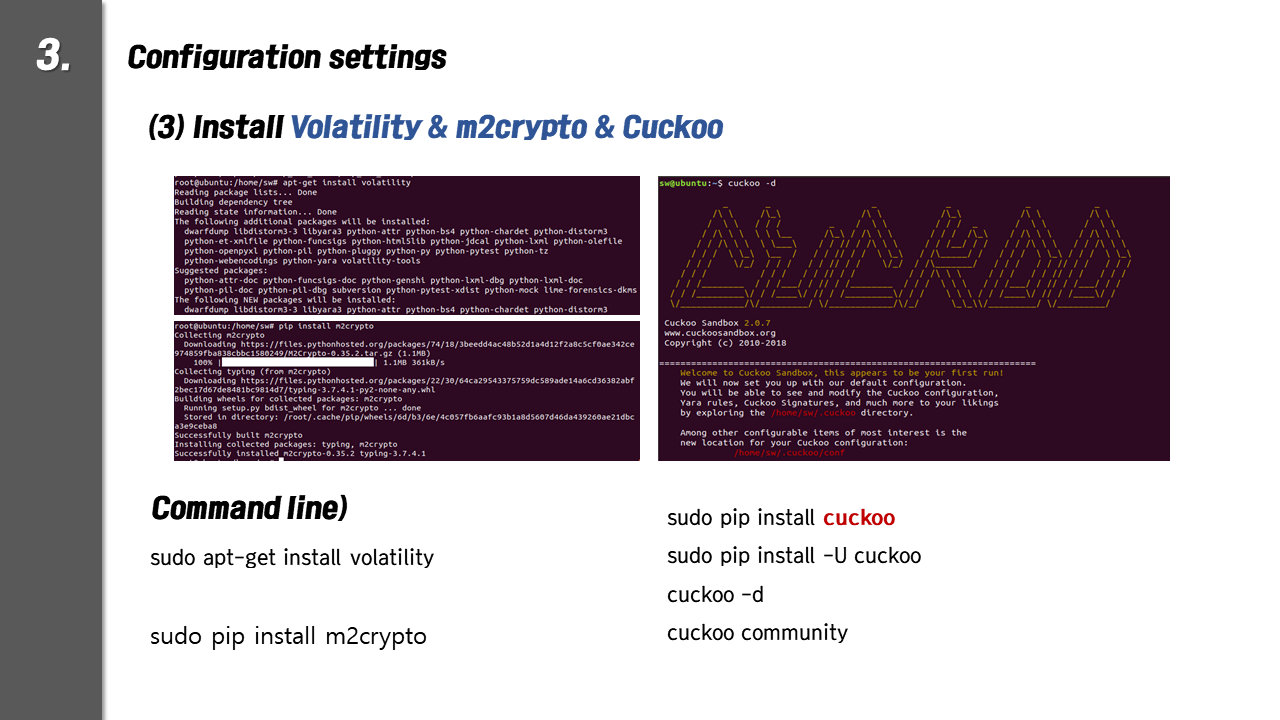 3.
Configuration settings
(3) Install Volatility & m2crypto & Cuckoo
root@ubuntu:/home/sw# apt-get install volatility
Reading package lists... Done
Building dependency tree
Reading state information... Done
The following additional packages will be installed:
dwarfdump libdistorm3-3 libyara3 python-attr python-bs4 python-chardet python-distorm3
python-et-xmlfile python-funcsigs python-html5lib python-jdcal python-lxml python-olefile
python-openpyxl python-pil python-pluggy python-py python-pytest python-tz
python-webencodings python-yara volatility-tools
Suggested packages:
python-attr-doc python-funcsigs-doc python-genshi python-lxml-dbg python-lxml-doc
python-pil-doc python-pil-dbg subversion python-pytest-xdist python-mock lime-forensics-dkms
The following NEW packages will be installed:
dwarfdump libdistorm3-3 libyara3 python-attr python-bs4 python-chardet python-distorm3
root@ubuntu:/home/sw# pip install m2crypto
Collecting m2crypto
Downloading https://files.pythonhosted.org/packages/74/18/3beedd4ac48b52d1a4d12f2a8c5cf0ae342ce
974859fba838cbbc1580249/M2Crypto-0.35.2.tar.gz (1.1MB)
100% | | 1.1MB 361kB/s
Collecting typing (from m2crypto)
Downloading https://files.pythonhosted.org/packages/22/30/64ca29543375759dc589ade14a6cd36382abf
2bec17d67de8481bc9814d7/typing-3.7.4.1-py2-none-any.whl
Building wheels for collected packages: m2crypto
Running setup.py bdist_wheel for m2crypto ... done
Stored in directory: /root/.cache/pip/wheels/6d/b3/6e/4c057fb6aafc93b1a8d5607d46da439260ae21dbc
a3e9ceba8
Successfully built m2crypto
Installing collected packages: typing, m2crypto
Successfully installed m2crypto-0.35.2 typing-3.7.4.1
sw@ubuntu:~$ cuckoo -d
Cuckoo Sandbox 2.0.7
www.cuckoosandbox.org
Copyright (c) 2010-2018
Welcome to Cuckoo Sandbox, this appears to be your first run!
We will now set you up with our default configuration.
You will be able to see and modify the Cuckoo configuration,
Yara rules, Cuckoo Signatures, and much more to your likings
by exploring the /home/sw/.cuckoo directory.
Among other configurable items of most interest is the
new location for your Cuckoo configuration:
/home/sw/.cuckoo/conf
Command line)
sudo apt-get install volatility
sudo pip install m2crypto
sudo pip install cuckoo
sudo pip install -U cuckoo
cuckoo -d
cuckoo community